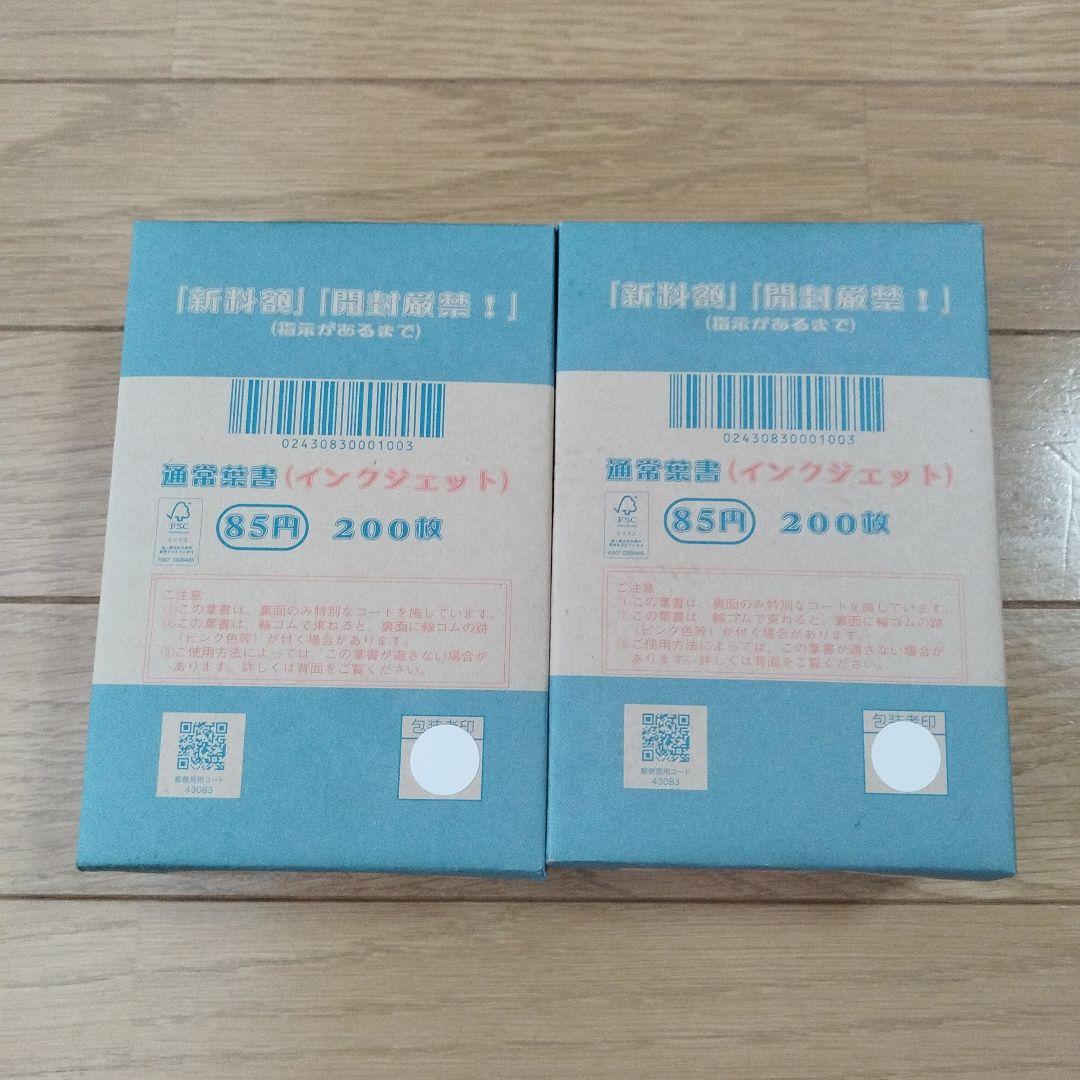 「新料額」「開封厳禁！」
(指示があるまで)
02430830001003
通常葉書(インクジェット)
FSC
ミックス
85円 200枚
ご注意
①この葉書は、裏面のみ特別なコートを施しています。
②この葉書は、輪ゴムで束ねると、裏面に輪ゴムの跡
(ピンク色等)が付く場合があります。
③ご使用方法によっては、この葉書が適さない場合が
あります。詳しくは背面をご覧ください。
郵便局用コード
43083
包装者印
「新料額」「開封厳禁！」
(指示があるまで)
02430830001003
通常葉書(インクジェット)
FSC
ミックス
85円 200枚
ご注意
①この葉書は、裏面のみ特別なコートを施しています。
②この葉書は、輪ゴムで束ねると、裏面に輪ゴムの跡
(ピンク色等)が付く場合があります。
③ご使用方法によっては、この葉書が適さない場合が
あります。詳しくは背面をご覧ください。
郵便局用コード
43083
包装者印